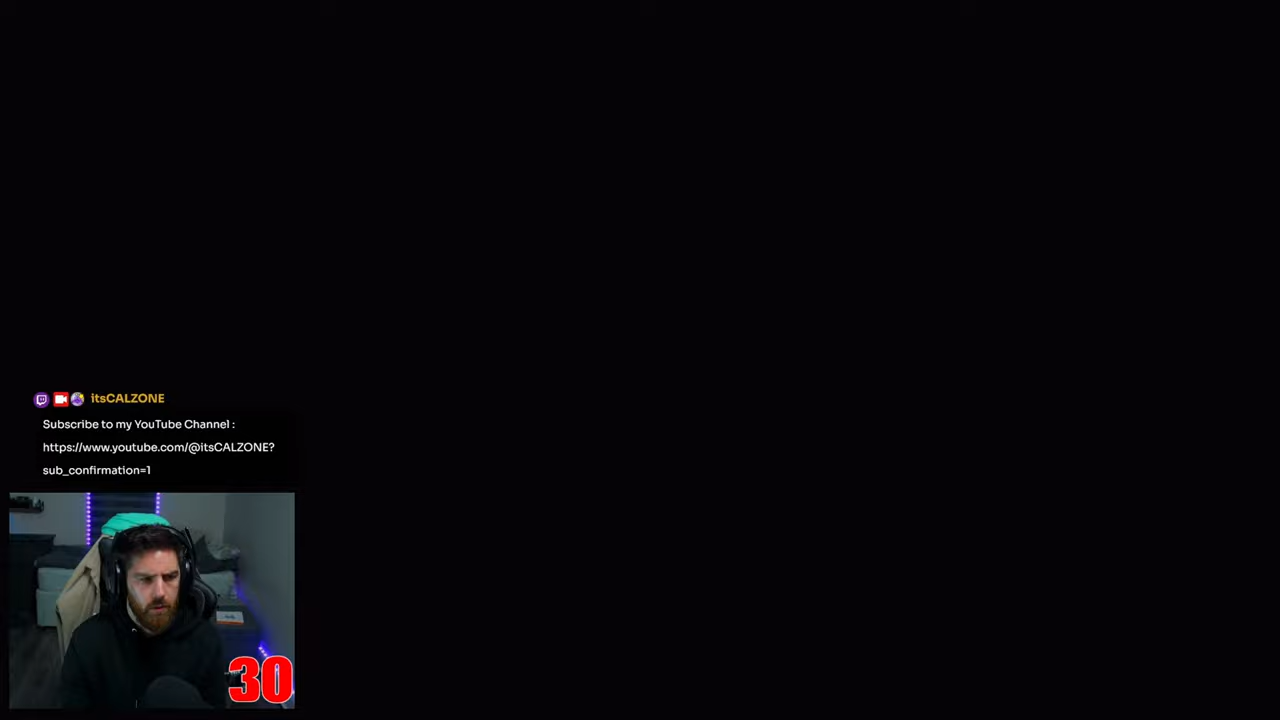 itsCALZONE
Subscribe to my YouTube Channel :
https://www.youtube.com/@itsCALZONE?
sub_confirmation=1
30